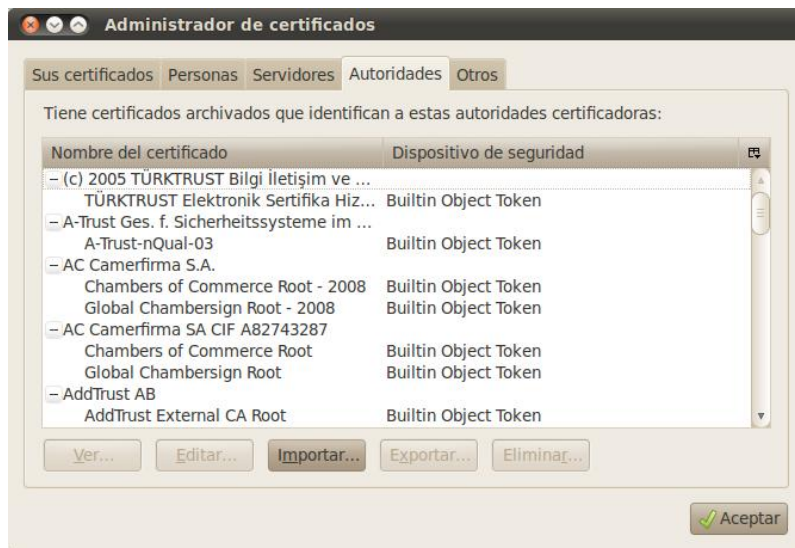 Administrador de certificados
Sus certificados Personas Servidores Autoridades Otros
Tiene certificados archivados que identifican a estas autoridades certificadoras:
Nombre del certificado Dispositivo de seguridad
(c) 2005 TÜRKTRUST Bilgi İletişim ve ...
TÜRKTRUST Elektronik Sertifika Hiz... Builtin Object Token
A-Trust Ges. f. Sicherheitssysteme im ...
A-Trust-nQual-03 Builtin Object Token
AC Camerfirma S.A.
Chambers of Commerce Root - 2008 Builtin Object Token
Global Chambersign Root - 2008 Builtin Object Token
AC Camerfirma SA CIF A82743287
Chambers of Commerce Root Builtin Object Token
Global Chambersign Root Builtin Object Token
AddTrust AB
AddTrust External CA Root Builtin Object Token
Ver... Editar... Importar... Exportar... Eliminar...
Aceptar